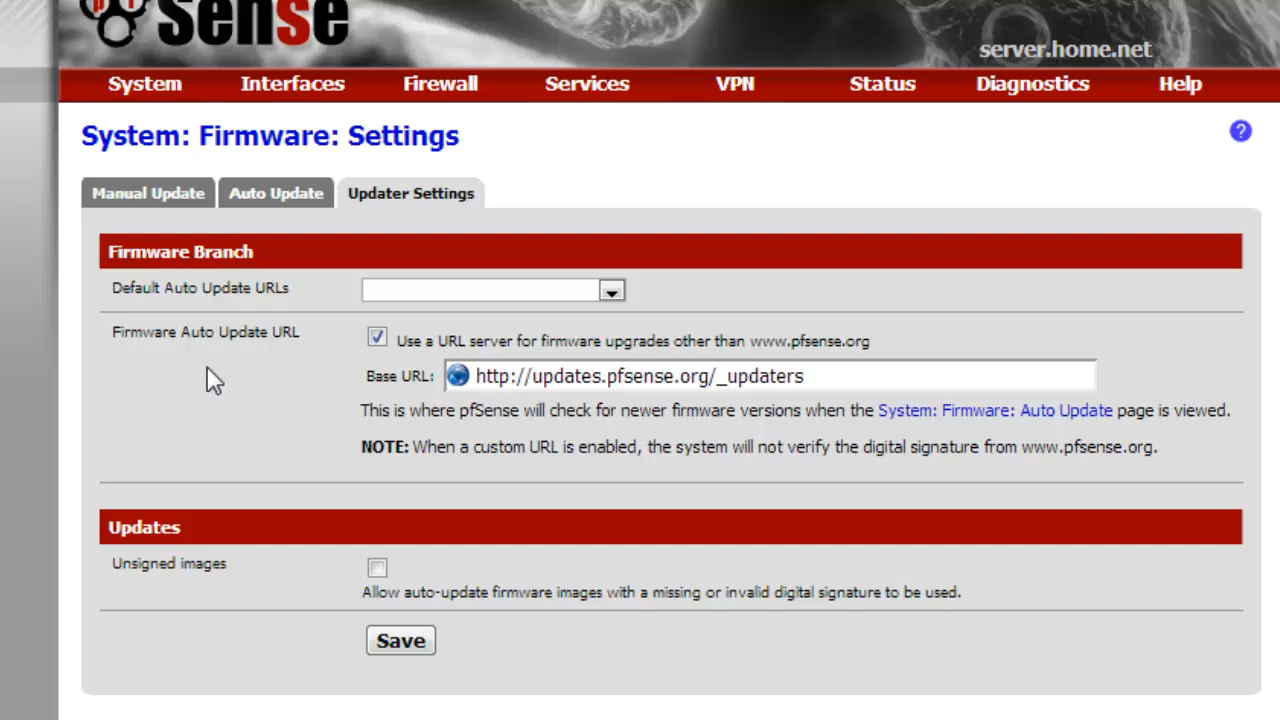 Sense
server.home.net
System Interfaces Firewall Services VPN Status Diagnostics Help
System: Firmware: Settings ?
Manual Update Auto Update Updater Settings
Firmware Branch
Default Auto Update URLs
Firmware Auto Update URL Use a URL server for firmware upgrades other than www.pfsense.org
Base URL: http://updates.pfsense.org/_updaters
This is where pfSense will check for newer firmware versions when the System: Firmware: Auto Update page is viewed.
NOTE: When a custom URL is enabled, the system will not verify the digital signature from www.pfsense.org.
Updates
Unsigned images
Allow auto-update firmware images with a missing or invalid digital signature to be used.
Save